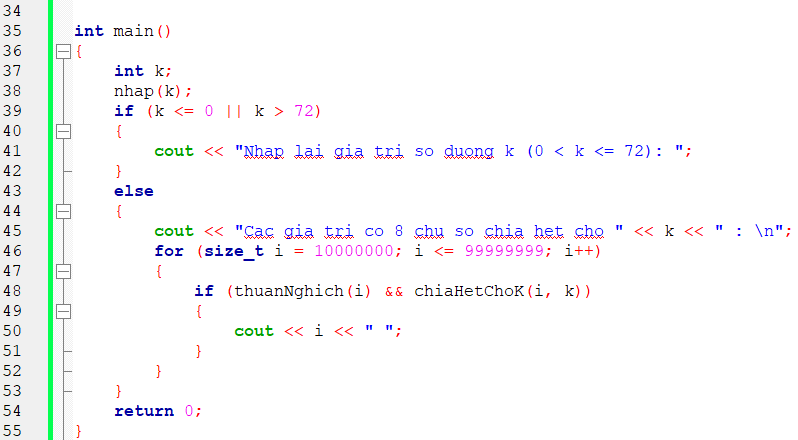 34
35 int main()
36 {
37 int k;
38 nhap(k);
39 if (k <= 0 || k > 72)
40 {
41 cout << "Nhap lai gia tri so duong k (0 < k <= 72): ";
42 }
43 else
44 {
45 cout << "Cac gia tri co 8 chu so chia het cho " << k << " : \n";
46 for (size_t i = 10000000; i <= 99999999; i++)
47 {
48 if (thuanNghich(i) && chiaHetChoK(i, k))
49 {
50 cout << i << " ";
51 }
52 }
53 }
54 return 0;
55 }